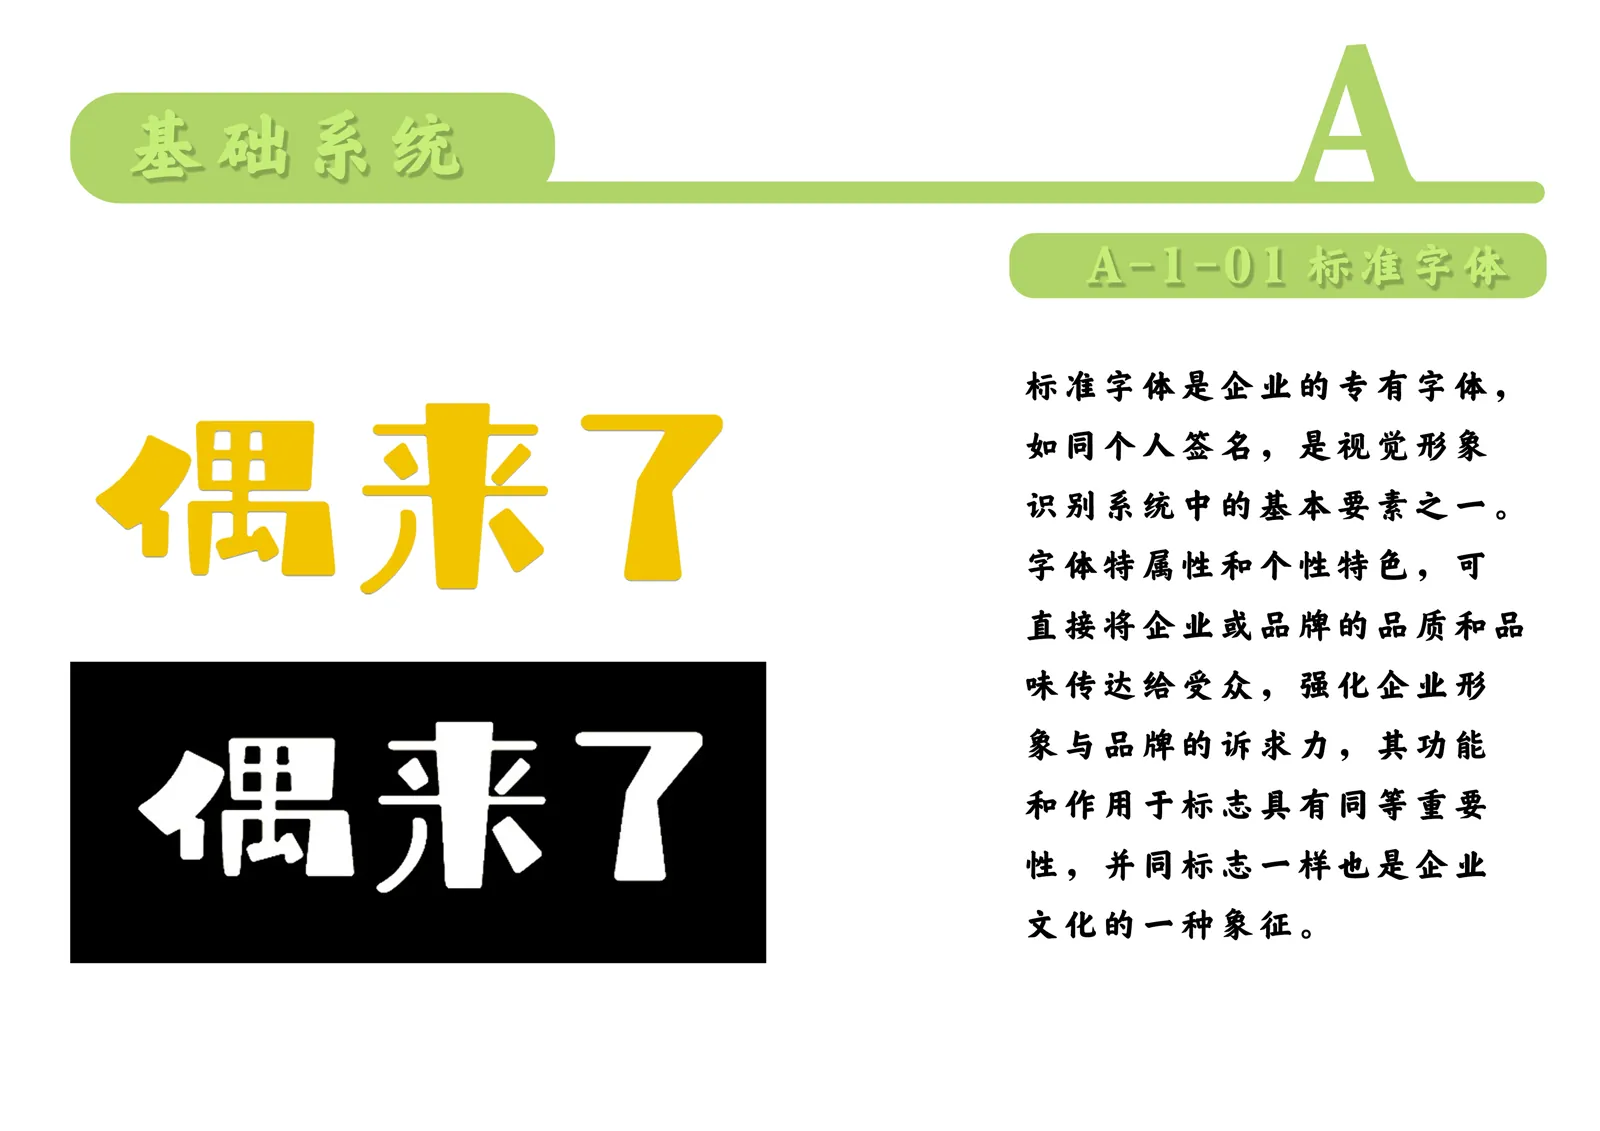 A
基础系统
A-1-01标准字体
偶来了
偶来了
标准字体是企业的专有字体，
如同个人签名，是视觉形象
识别系统中的基本要素之一。
字体特属性和个性特色，可
直接将企业或品牌的品质和品
味传达给受众，强化企业形
象与品牌的诉求力，其功能
和作用于标志具有同等重要
性，并同标志一样也是企业
文化的一种象征。